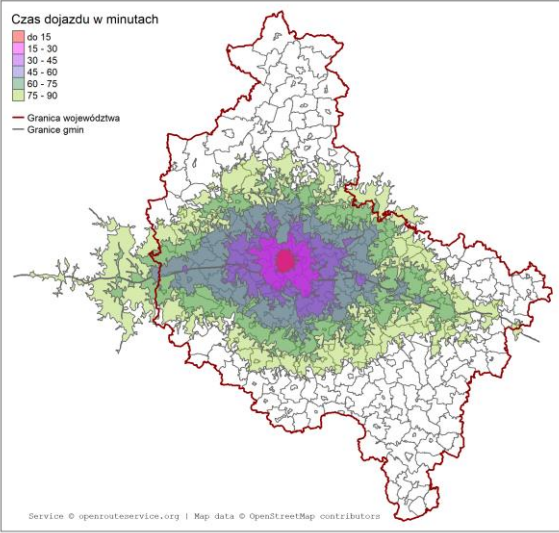 Czas dojazdu w minutach
do 15
15 - 30
30 - 45
45 - 60
60 - 75
75 - 90
Granica województwa
Granice gmin
Service © openrouteservice.org | Map data © OpenStreetMap contributors